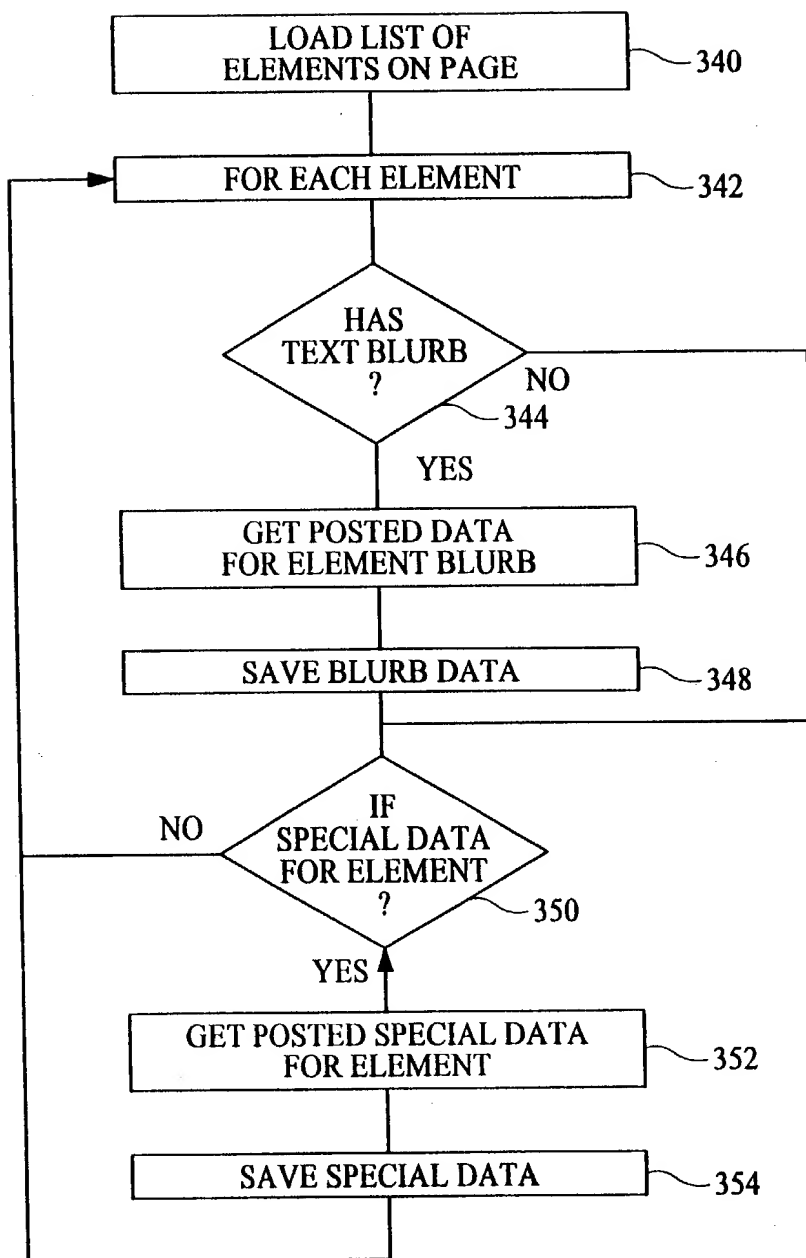 LOAD LIST OF
ELEMENTS ON PAGE
340
FOR EACH ELEMENT
342
HAS
TEXT BLURB
?
NO
344
YES
GET POSTED DATA
FOR ELEMENT BLURB
346
SAVE BLURB DATA
348
IF
SPECIAL DATA
FOR ELEMENT
?
NO
350
YES
GET POSTED SPECIAL DATA
FOR ELEMENT
352
SAVE SPECIAL DATA
354